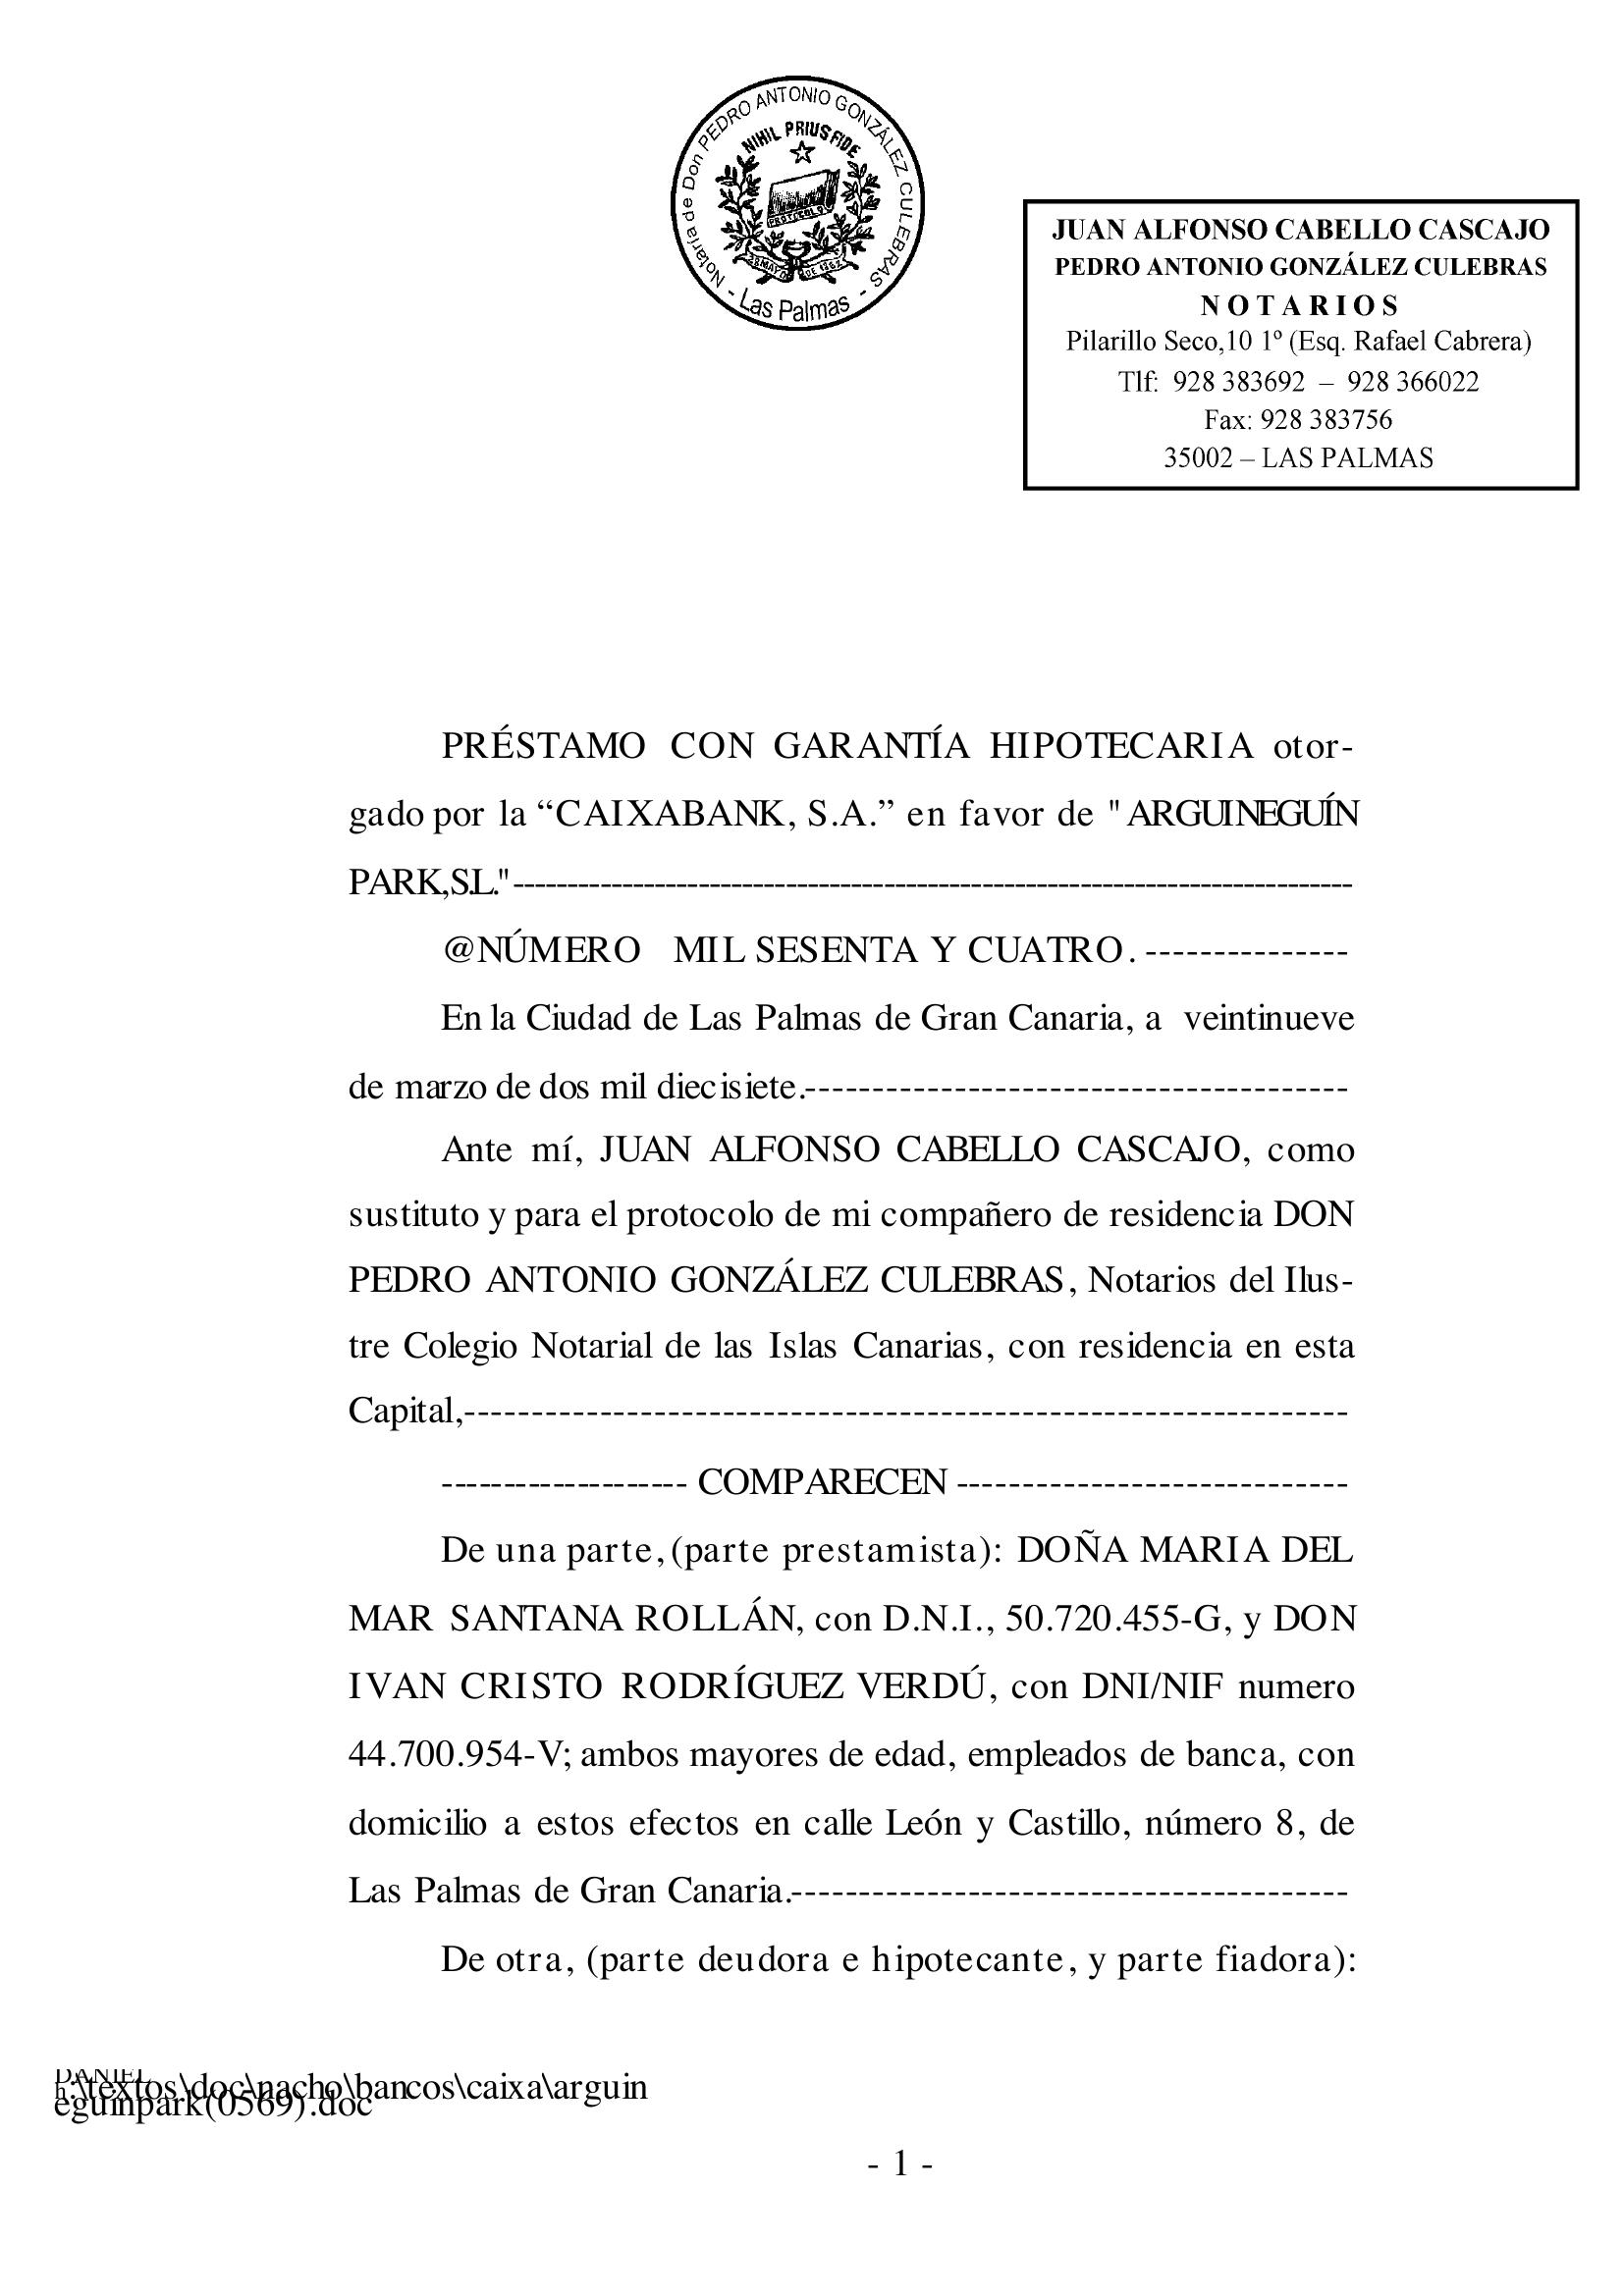 Notaría de Don PEDRO ANTONIO GONZÁLEZ CULEBRAS
NIHIL PRIUS FIDE
PROTOCOLO
28 MAYO DE 1862
- Las Palmas -
JUAN ALFONSO CABELLO CASCAJO
PEDRO ANTONIO GONZÁLEZ CULEBRAS
NOTARIOS
Pilarillo Seco,10 1º (Esq. Rafael Cabrera)
Tlf: 928 383692 – 928 366022
Fax: 928 383756
35002 – LAS PALMAS
PRÉSTAMO CON GARANTÍA HIPOTECARIA otor-
gado por la “CAIXABANK, S.A.” en favor de "ARGUINEGUÍN
PARK,S.L."------------------------------------------------------------------------------
@NÚMERO MIL SESENTA Y CUATRO. ---------------
En la Ciudad de Las Palmas de Gran Canaria, a veintinueve
de marzo de dos mil diecisiete.----------------------------------------
Ante mí, JUAN ALFONSO CABELLO CASCAJO, como
sustituto y para el protocolo de mi compañero de residencia DON
PEDRO ANTONIO GONZÁLEZ CULEBRAS, Notarios del Ilus-
tre Colegio Notarial de las Islas Canarias, con residencia en esta
Capital,------------------------------------------------------------------
-------------------- COMPARECEN ------------------------------
De una parte, (parte prestamista): DOÑA MARIA DEL
MAR SANTANA ROLLÁN, con D.N.I., 50.720.455-G, y DON
IVAN CRISTO RODRÍGUEZ VERDÚ, con DNI/NIF numero
44.700.954-V; ambos mayores de edad, empleados de banca, con
domicilio a estos efectos en calle León y Castillo, número 8, de
Las Palmas de Gran Canaria.-----------------------------------------
De otra, (parte deudora e hipotecante, y parte fiadora):
DANIEL
h:\textos\doc\nacho\bancos\caixa\arguin
eguinpark(0569).doc
- 1 -